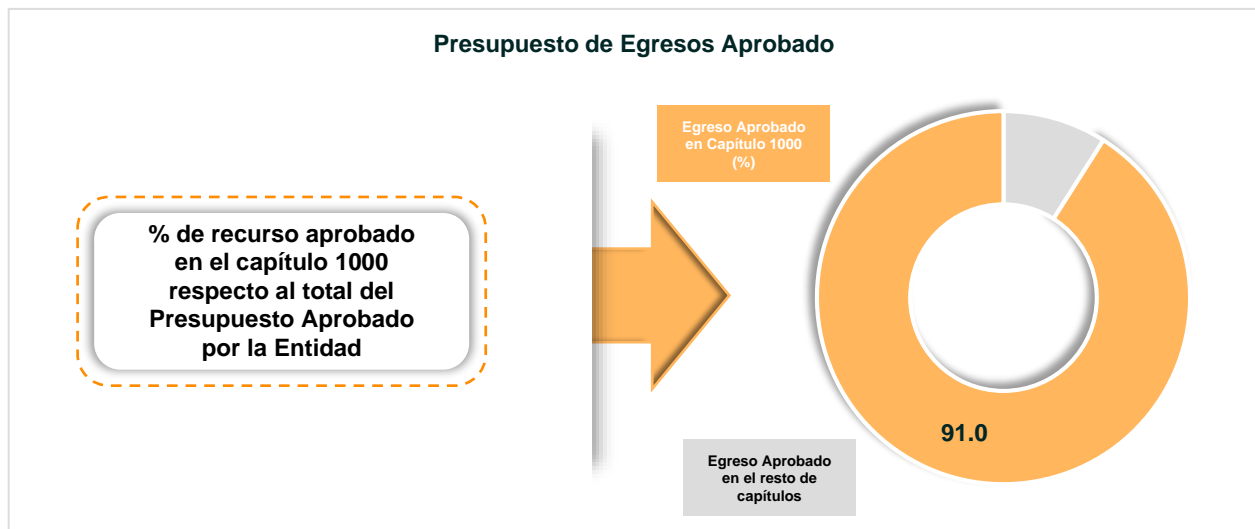 Presupuesto de Egresos Aprobado
% de recurso aprobado
en el capítulo 1000
respecto al total del
Presupuesto Aprobado
por la Entidad
Egreso Aprobado
en Capítulo 1000
(%)
91.0
Egreso Aprobado
en el resto de
capítulos